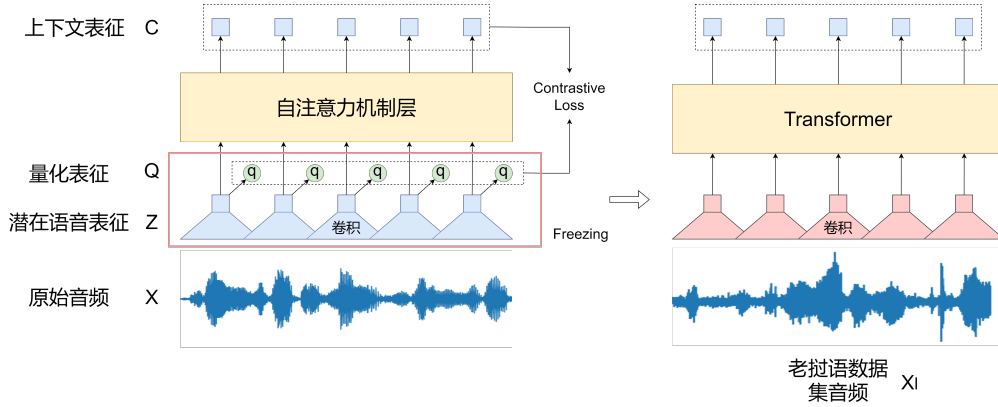 上下文表征 C
自注意力机制层
Contrastive
Loss
Transformer
量化表征 Q
q q q q q
潜在语音表征 Z
卷积
Freezing
卷积
原始音频 X
老挝语数据
集音频 Xl